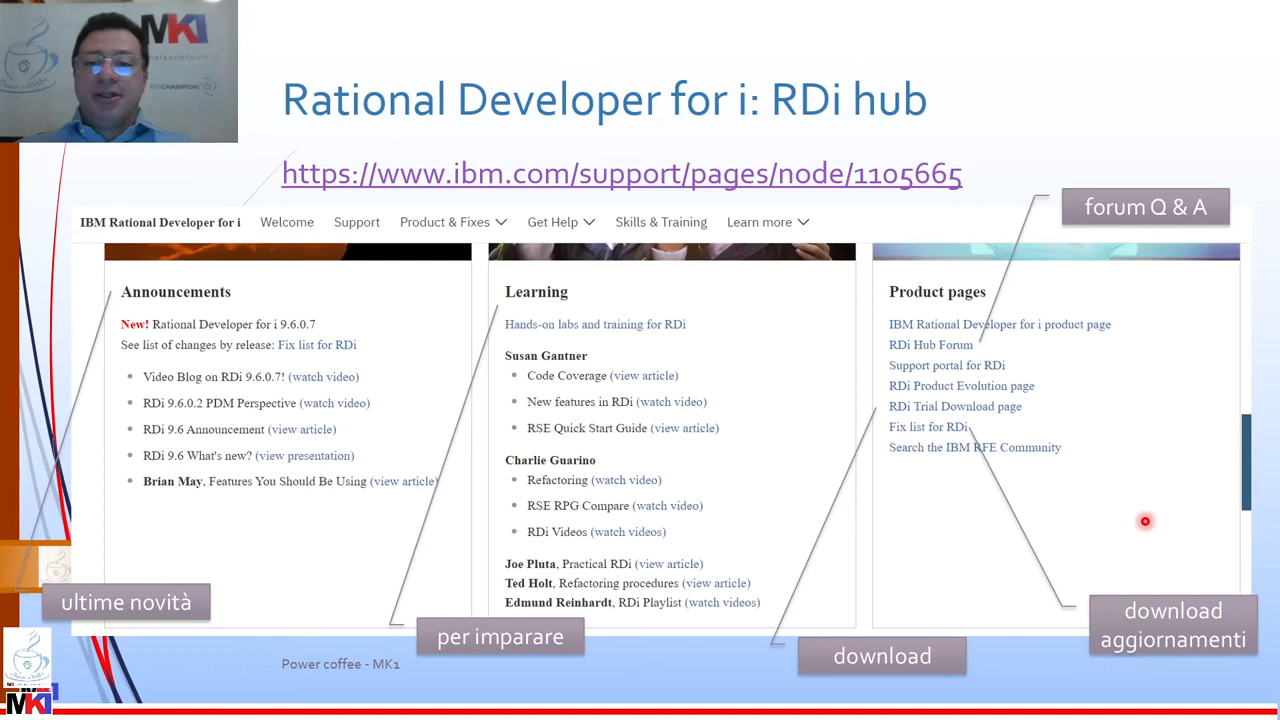 MK1
markonetools.it
Rational Developer for i: RDi hub
https://www.ibm.com/support/pages/node/1105665
forum Q & A
IBM Rational Developer for i
Welcome
Support
Product & Fixes
Get Help
Skills & Training
Learn more
Announcements
New! Rational Developer for i 9.6.0.7
See list of changes by release: Fix list for RDi
Video Blog on RDi 9.6.0.7! (watch video)
RDi 9.6.0.2 PDM Perspective (watch video)
RDi 9.6 Announcement (view article)
RDi 9.6 What's new? (view presentation)
Brian May, Features You Should Be Using (view article)
Learning
Hands-on labs and training for RDi
Susan Gantner
Code Coverage (view article)
New features in RDi (watch video)
RSE Quick Start Guide (view article)
Charlie Guarino
Refactoring (watch video)
RSE RPG Compare (watch video)
RDi Videos (watch videos)
Joe Pluta, Practical RDi (view article)
Ted Holt, Refactoring procedures (view article)
Edmund Reinhardt, RDi Playlist (watch videos)
Product pages
IBM Rational Developer for i product page
RDi Hub Forum
Support portal for RDi
RDi Product Evolution page
RDi Trial Download page
Fix list for RDi
Search the IBM RFE Community
ultime novità
per imparare
download
download
aggiornamenti
Power coffee - MK1
MK1